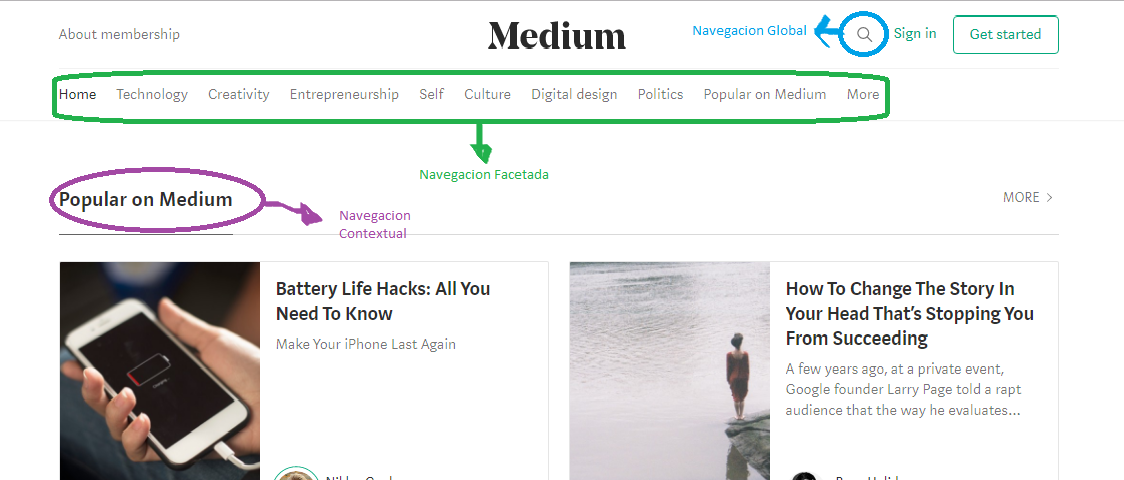 About membership
Medium
Navegacion Global
Sign in
Get started
Home Technology Creativity Entrepreneurship Self Culture Digital design Politics Popular on Medium More
Navegacion Facetada
Popular on Medium
Navegacion
Contextual
MORE
Battery Life Hacks: All You
Need To Know
Make Your iPhone Last Again
How To Change The Story In
Your Head That's Stopping You
From Succeeding
A few years ago, at a private event,
Google founder Larry Page told a rapt
audience that the way he evaluates...